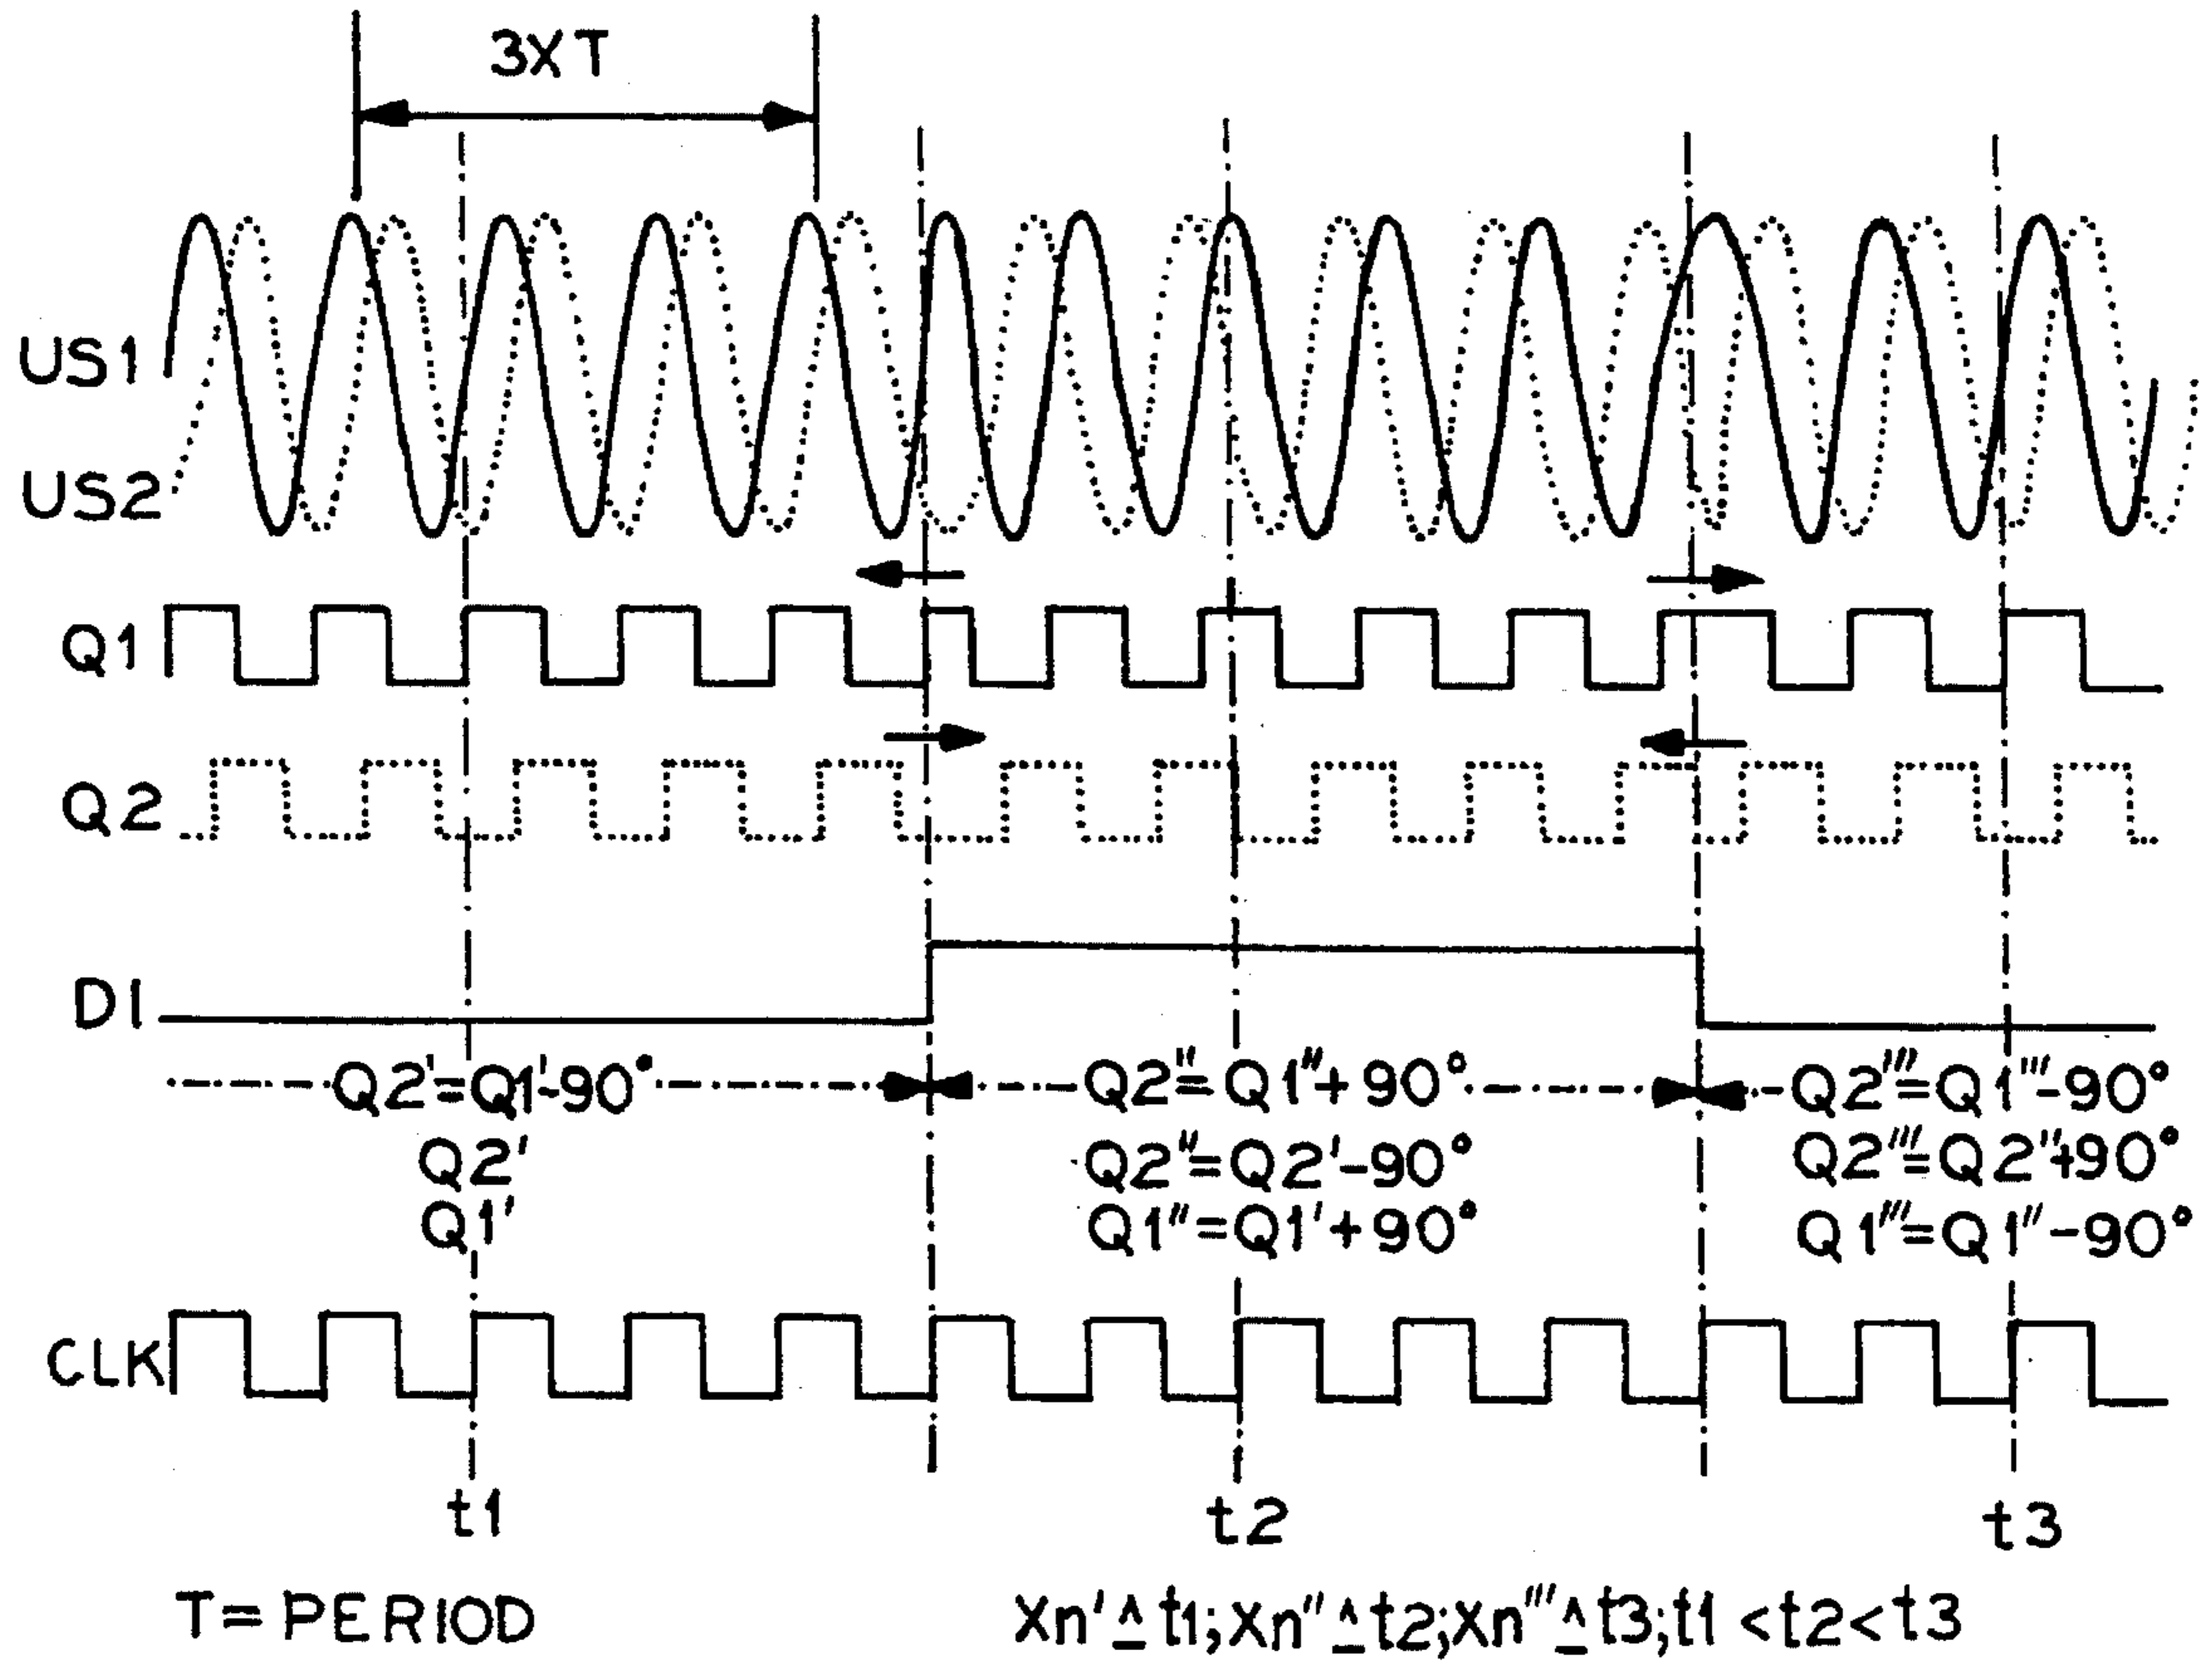 3XT
US1
US2
Q1
Q2
D1
Q2'=Q1'-90° Q2"=Q1"+90° Q2'''=Q1'''-90°
Q2' Q2"=Q2'-90° Q2'''=Q2"+90°
Q1' Q1"=Q1'+90° Q1'''=Q1"-90°
CLK
t1 t2 t3
T=PERIOD Xn'≙t1;Xn"≙t2;Xn'''≙t3;t1<t2<t3